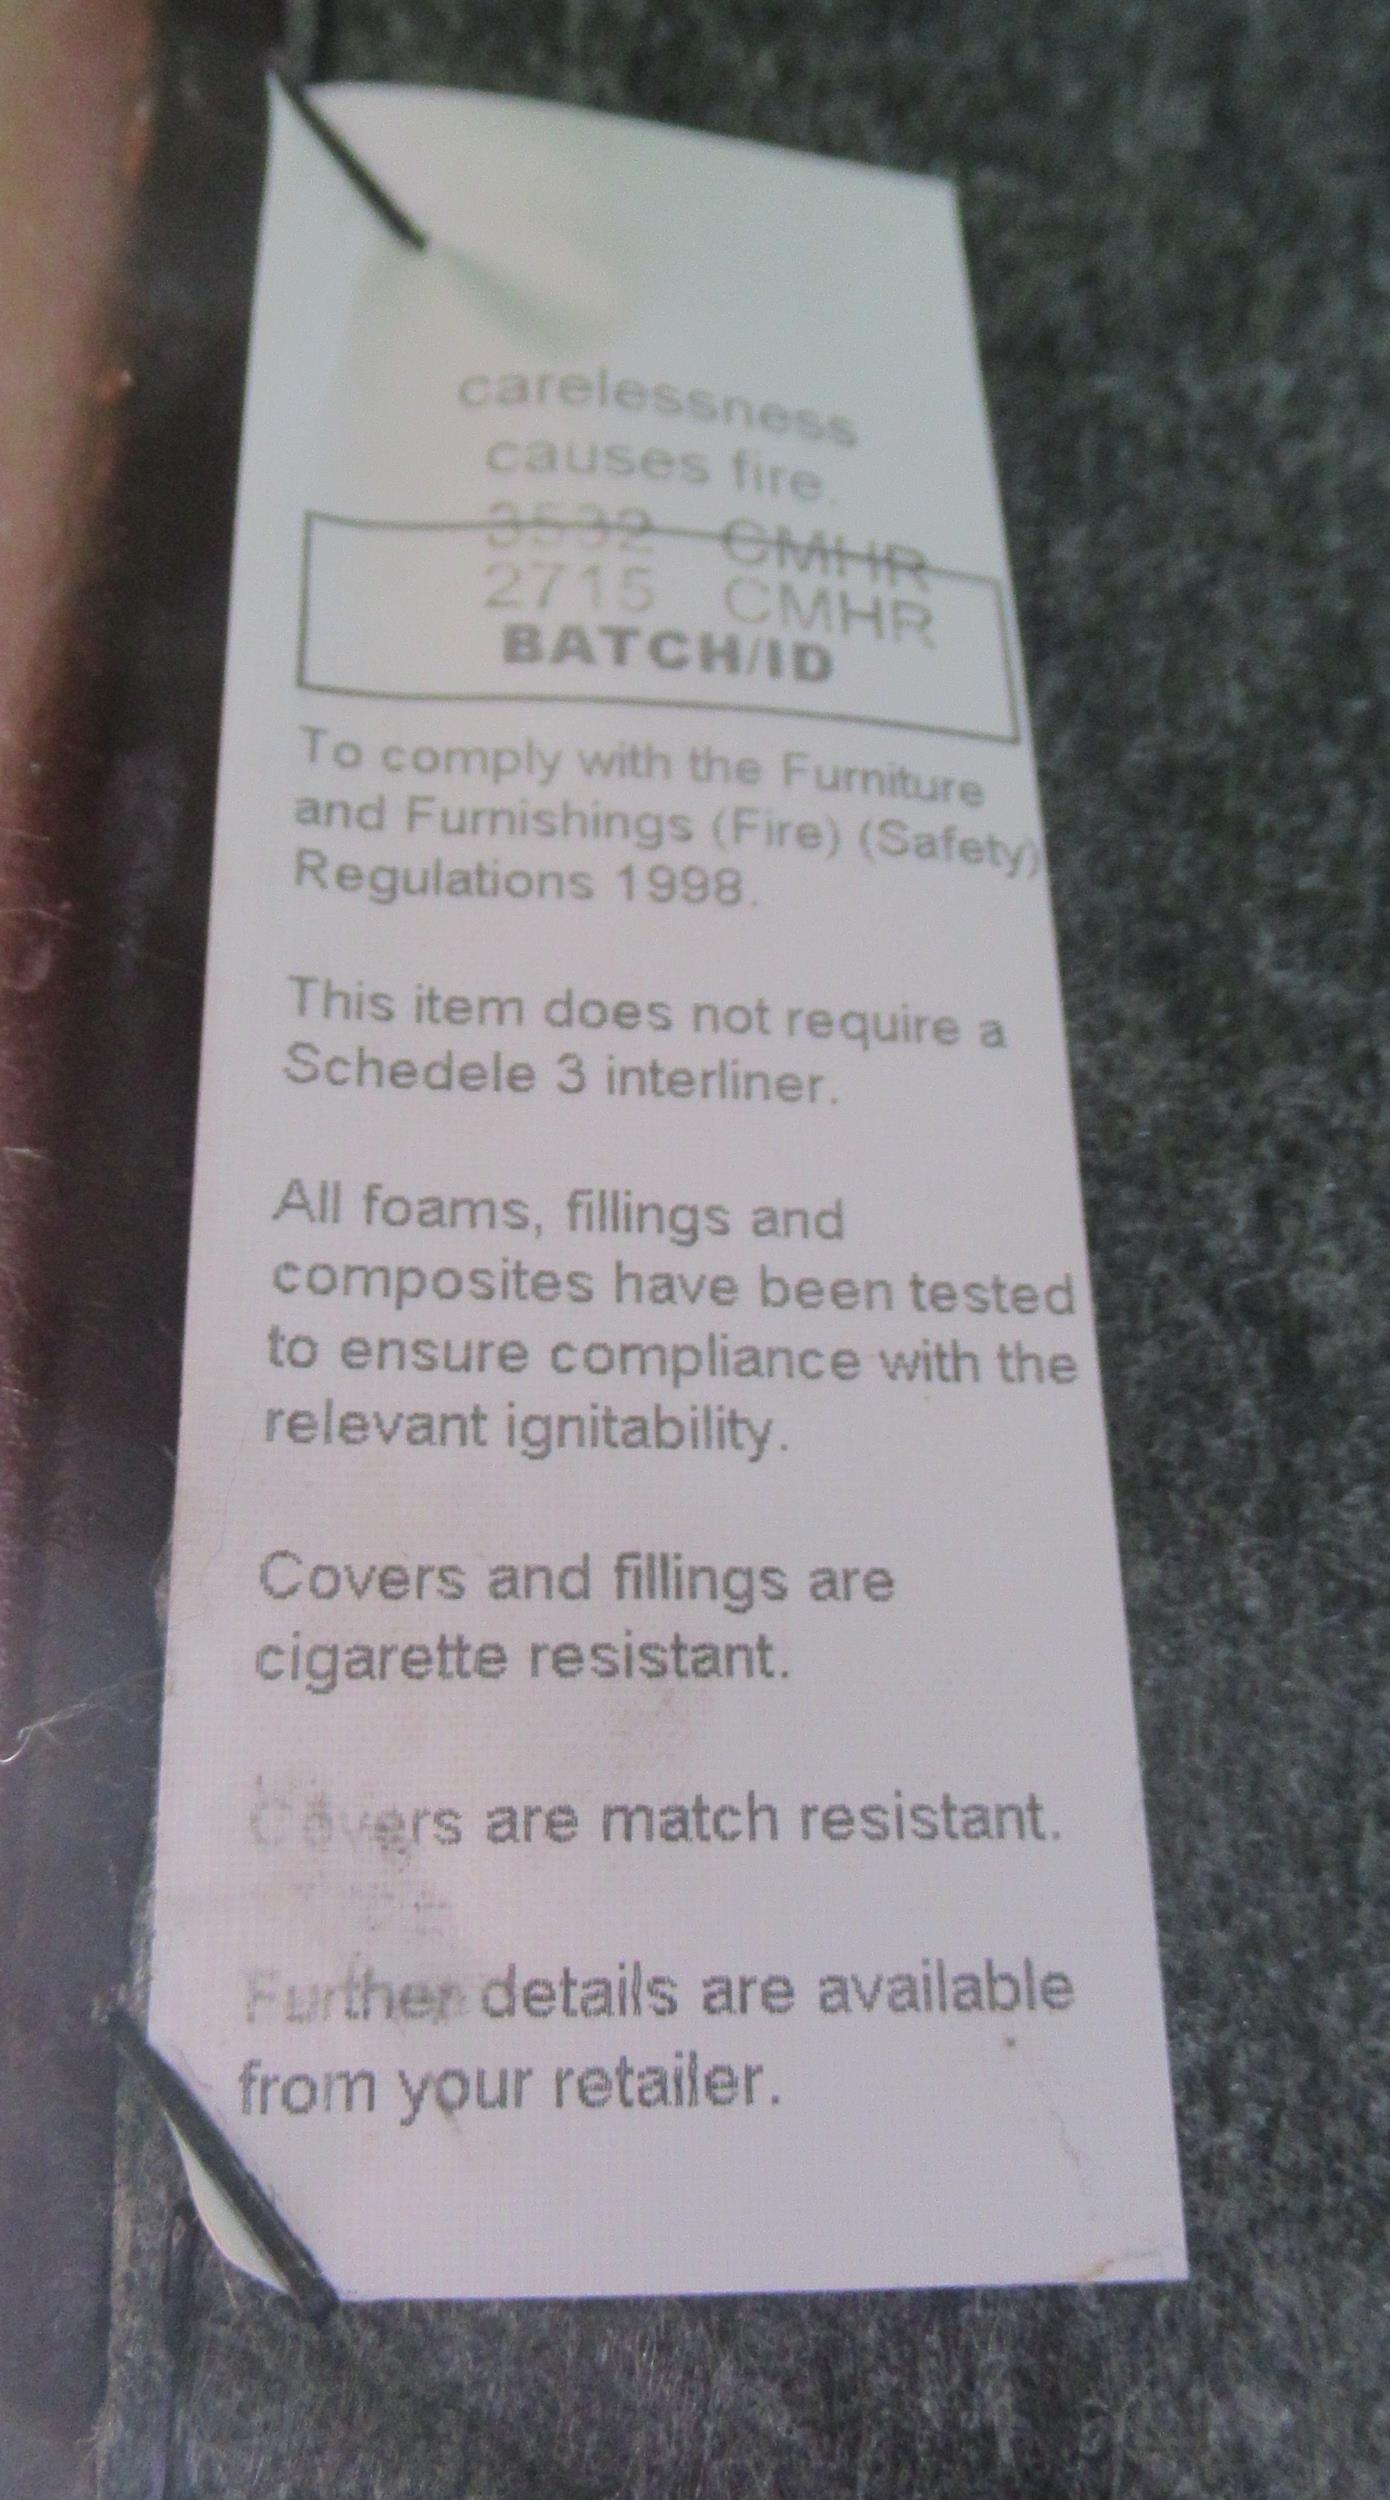 carelessness
causes fire.
3532 CMHR
2715 CMHR
BATCH/ID
To comply with the Furniture
and Furnishings (Fire) (Safety)
Regulations 1998.
This item does not require a
Schedele 3 interliner.
All foams, fillings and
composites have been tested
to ensure compliance with the
relevant ignitability.
Covers and fillings are
cigarette resistant.
Covers are match resistant.
Further details are available
from your retailer.